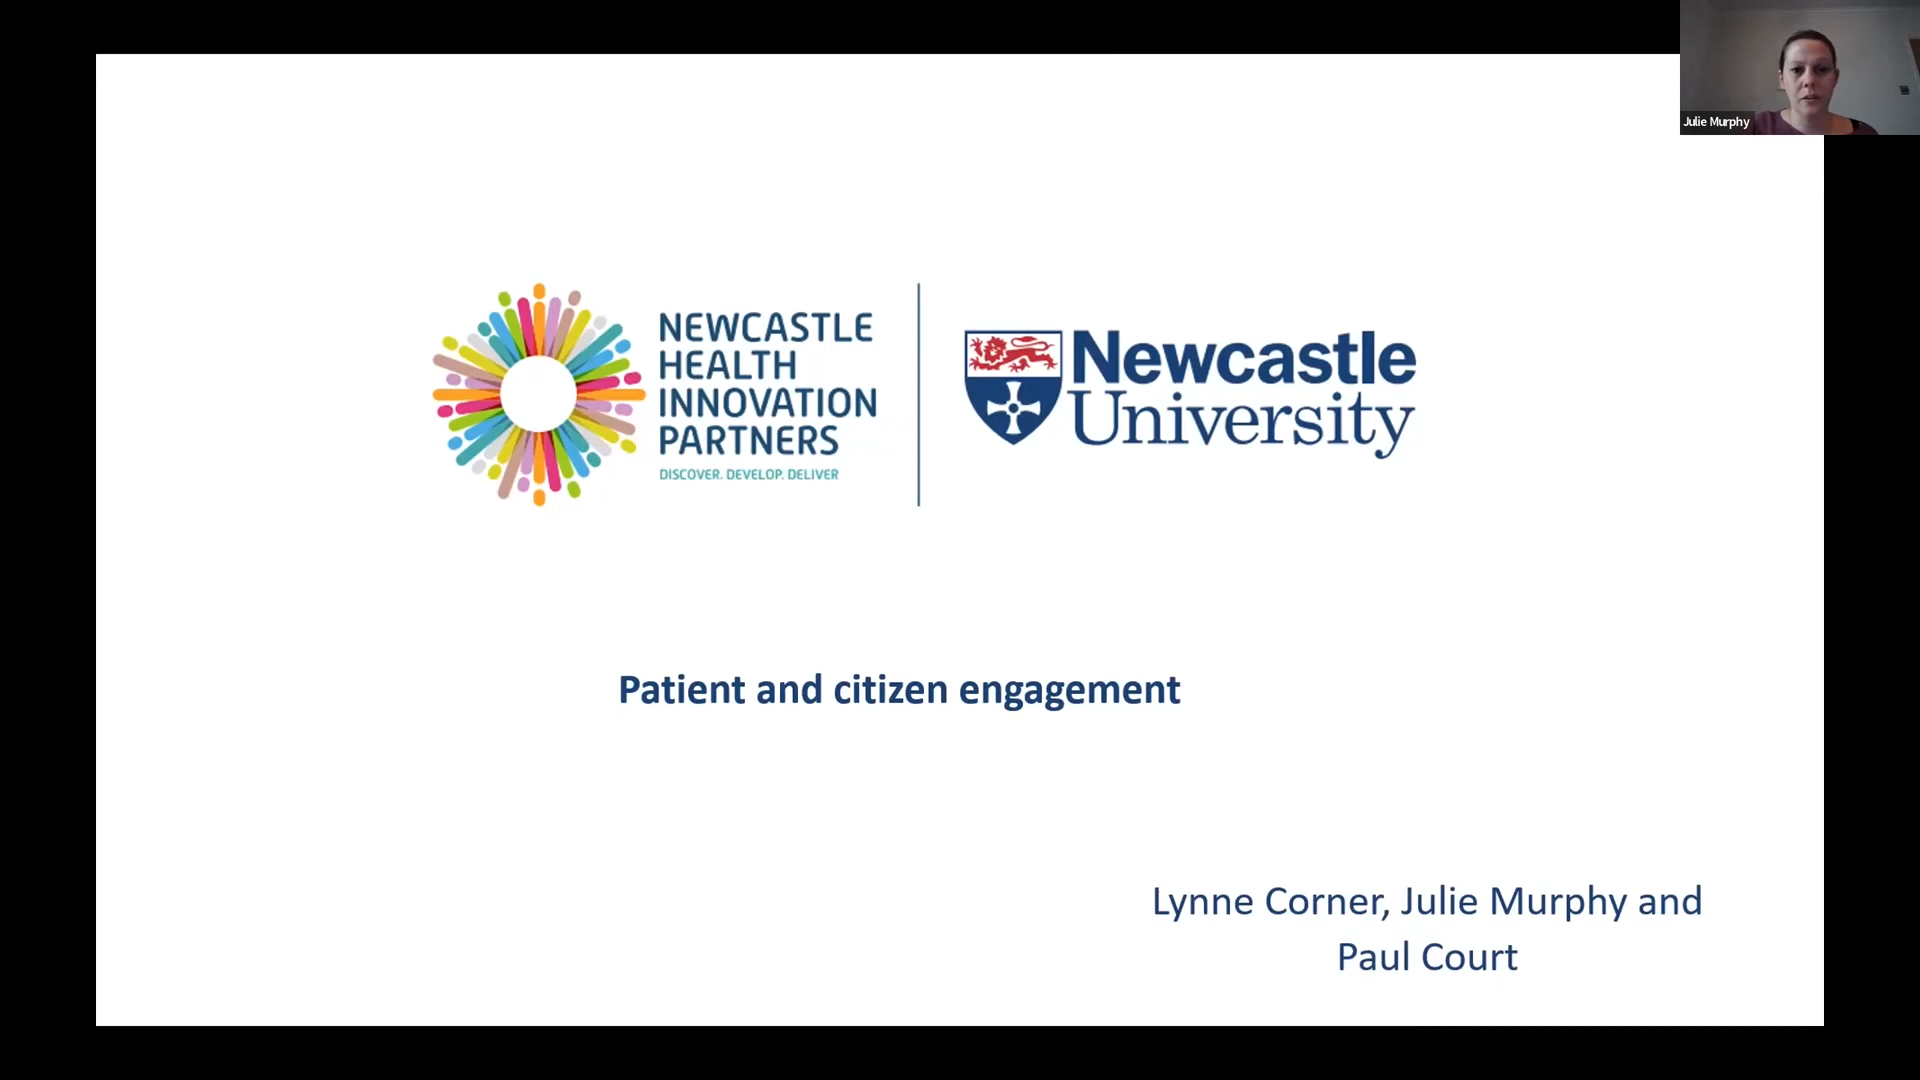 Julie Murphy
NEWCASTLE
HEALTH
INNOVATION
PARTNERS
DISCOVER. DEVELOP. DELIVER
Newcastle
University
Patient and citizen engagement
Lynne Corner, Julie Murphy and
Paul Court